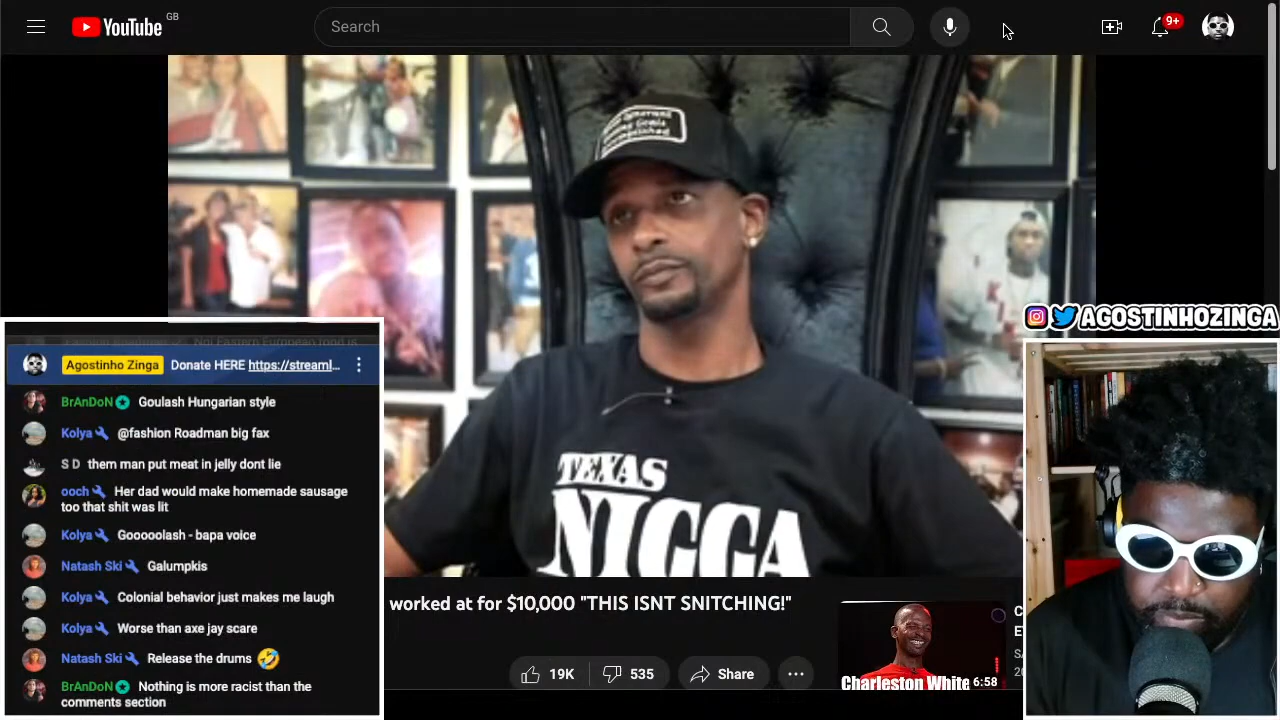 YouTube GB
Search
9+
TEXAS
NIGGA
AGOSTINHOZINGA
Agostinho Zinga Donate HERE https://streaml...
BrAnDoN Goulash Hungarian style
Kolya @fashion Roadman big fax
S D them man put meat in jelly dont lie
ooch Her dad would make homemade sausage
too that shit was lit
Kolya Gooooolash - bapa voice
Natash Ski Galumpkis
Kolya Colonial behavior just makes me laugh
Kolya Worse than axe jay scare
Natash Ski Release the drums 🤣
BrAnDoN Nothing is more racist than the
comments section
worked at for $10,000 "THIS ISNT SNITCHING!"
19K 535 Share
Charleston White 6:58